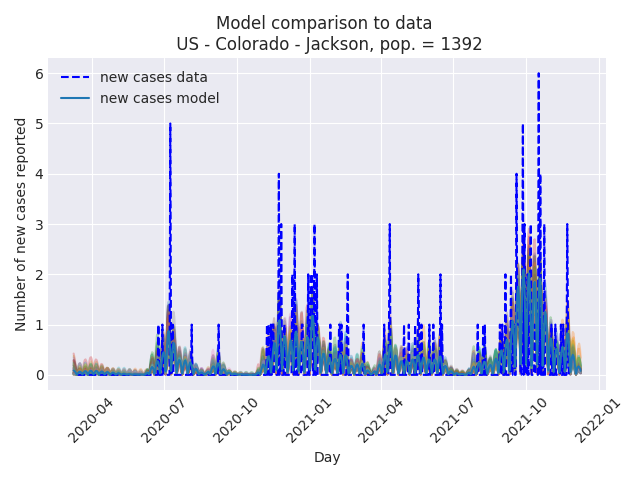 Model comparison to data
US - Colorado - Jackson, pop. = 1392
new cases data
new cases model
Number of new cases reported
6
5
4
3
2
1
0
2020-04
2020-07
2020-10
2021-01
2021-04
2021-07
2021-10
2022-01
Day